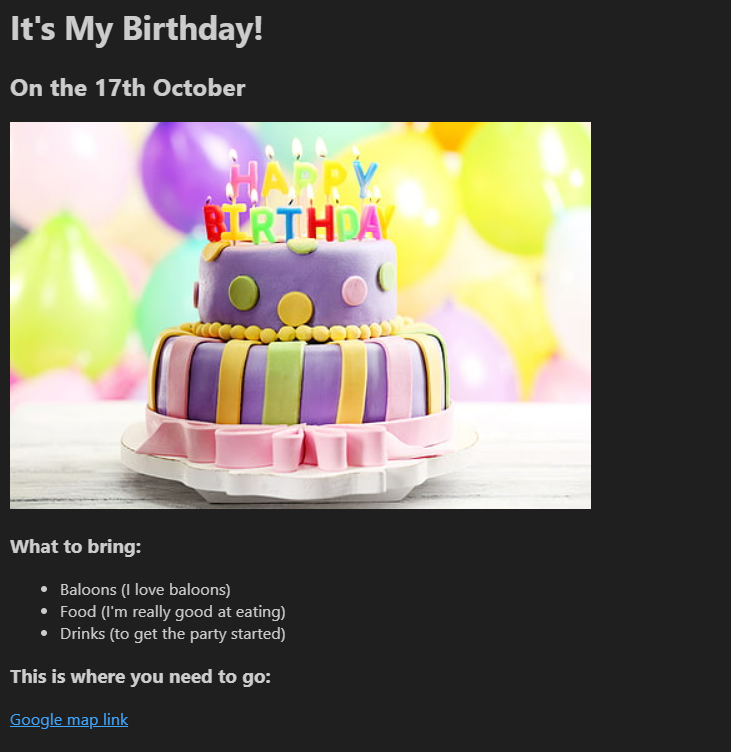 It's My Birthday!
On the 17th October
HAPPY
BIRTHDAY
What to bring:
Baloons (I love baloons)
Food (I'm really good at eating)
Drinks (to get the party started)
This is where you need to go:
Google map link